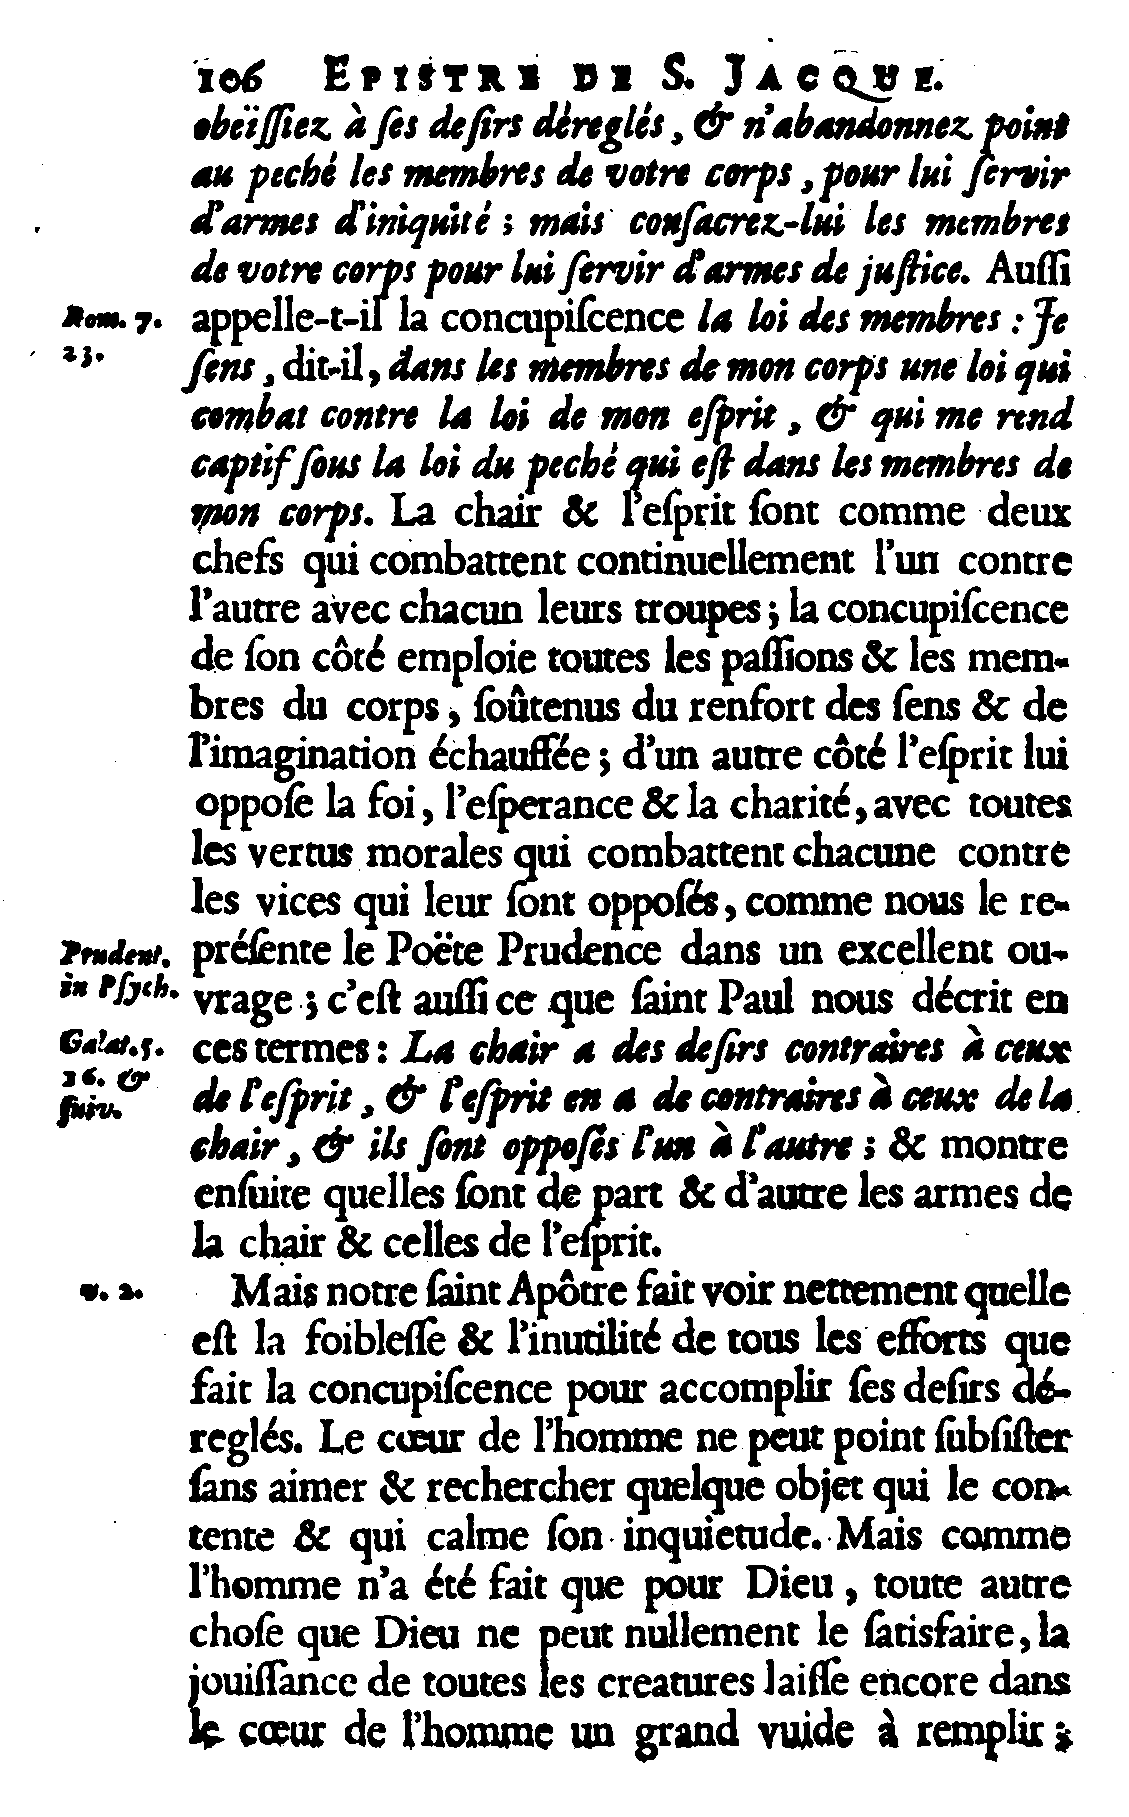 106 EPISTRE DE S. JACQUE.
obeïſſiez à ſes deſirs déreglés, & n'abandonnez point
au peché les membres de votre corps, pour lui ſervir
d'armes d'iniquité ; mais conſacrez-lui les membres
de votre corps pour lui ſervir d'armes de juſtice. Auſſi
Rom. 7.
23.
appelle-t-il la concupiſcence la loi des membres : Je
ſens, dit-il, dans les membres de mon corps une loi qui
combat contre la loi de mon eſprit, & qui me rend
captif ſous la loi du peché qui eſt dans les membres de
mon corps. La chair & l'eſprit ſont comme deux
chefs qui combattent continuellement l'un contre
l'autre avec chacun leurs troupes ; la concupiſcence
de ſon côté emploie toutes les paſſions & les mem-
bres du corps, ſoûtenus du renfort des ſens & de
l'imagination échauffée ; d'un autre côté l'eſprit lui
oppoſe la foi, l'eſperance & la charité, avec toutes
les vertus morales qui combattent chacune contre
les vices qui leur ſont oppoſés, comme nous le re-
Prudent.
in Pſych.
préſente le Poëte Prudence dans un excellent ou-
vrage ; c'eſt auſſi ce que ſaint Paul nous décrit en
Galat. 5.
16. &
ſuiv.
ces termes : La chair a des deſirs contraires à ceux
de l'eſprit, & l'eſprit en a de contraires à ceux de la
chair, & ils ſont oppoſés l'un à l'autre ; & montre
enſuite quelles ſont de part & d'autre les armes de
la chair & celles de l'eſprit.
v. 2.
Mais notre ſaint Apôtre fait voir nettement quelle
eſt la foibleſſe & l'inutilité de tous les efforts que
fait la concupiſcence pour accomplir ſes deſirs dé-
reglés. Le cœur de l'homme ne peut point ſubſiſter
ſans aimer & rechercher quelque objet qui le con-
tente & qui calme ſon inquietude. Mais comme
l'homme n'a été fait que pour Dieu, toute autre
choſe que Dieu ne peut nullement le ſatisfaire, la
jouiſſance de toutes les creatures laiſſe encore dans
le cœur de l'homme un grand vuide à remplir ;